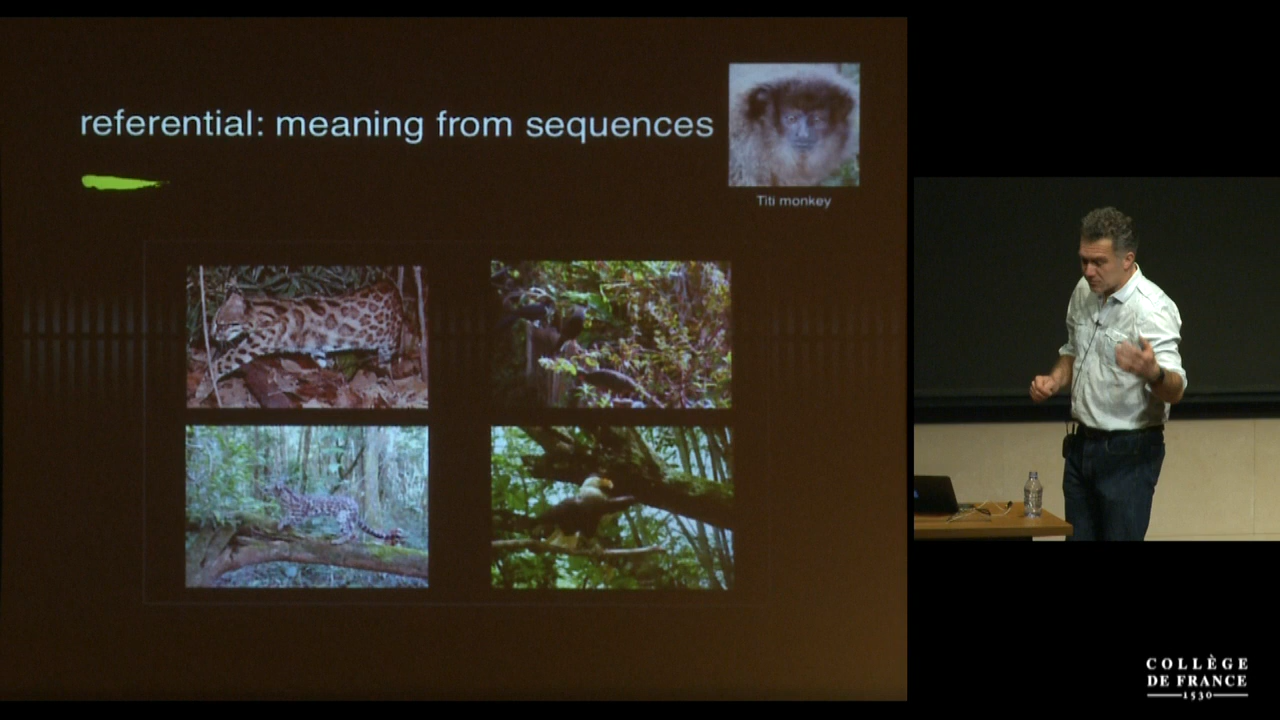 referential: meaning from sequences
Titi monkey
COLLÈGE
DE FRANCE
1530